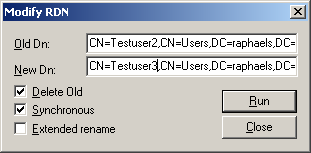 Modify RDN
Old Dn: CN=Testuser2,CN=Users,DC=raphaels,DC=
New Dn: CN=Testuser3,CN=Users,DC=raphaels,DC=
Delete Old
Run
Synchronous
Extended rename
Close